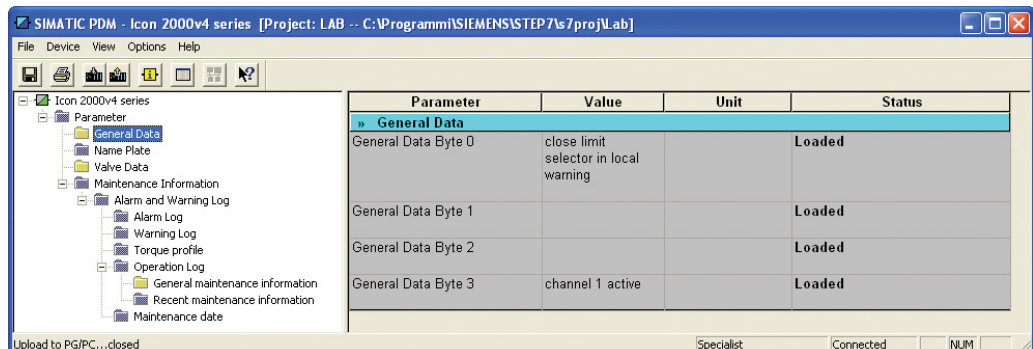 SIMATIC PDM - Icon 2000v4 series [Project: LAB -- C:\Programmi\SIEMENS\STEP7\s7proj\Lab]
File Device View Options Help
Icon 2000v4 series
Parameter
General Data
Name Plate
Valve Data
Maintenance Information
Alarm and Warning Log
Alarm Log
Warning Log
Torque profile
Operation Log
General maintenance information
Recent maintenance information
Maintenance date
Parameter Value Unit Status
» General Data
General Data Byte 0 close limit Loaded
selector in local
warning
General Data Byte 1 Loaded
General Data Byte 2 Loaded
General Data Byte 3 channel 1 active Loaded
Upload to PG/PC...closed Specialist Connected NUM